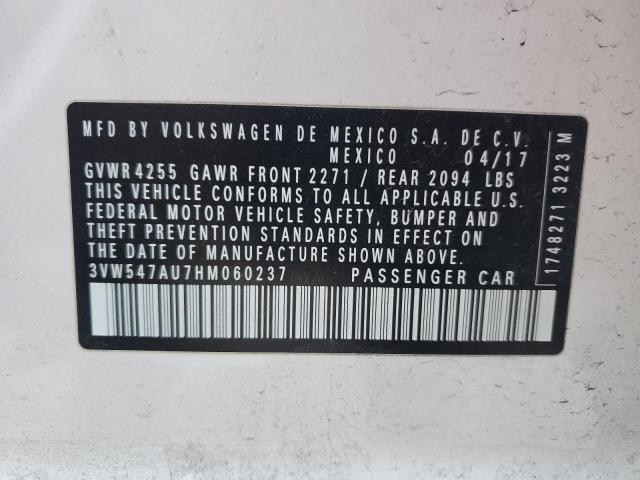 MFD BY VOLKSWAGEN DE MEXICO S.A. DE C.V.
MEXICO 04/17
GVWR 4255 GAWR FRONT 2271 / REAR 2094 LBS
THIS VEHICLE CONFORMS TO ALL APPLICABLE U.S.
FEDERAL MOTOR VEHICLE SAFETY, BUMPER AND
THEFT PREVENTION STANDARDS IN EFFECT ON
THE DATE OF MANUFACTURE SHOWN ABOVE.
3VW547AU7HM060237 PASSENGER CAR
1748271 3223 M